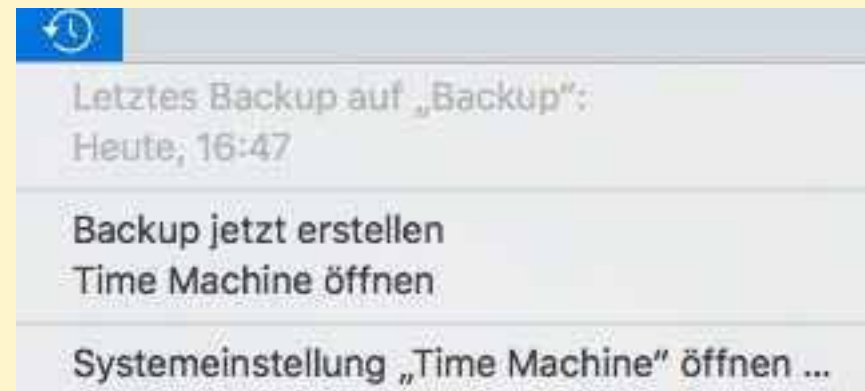 Letztes Backup auf „Backup“:
Heute, 16:47
Backup jetzt erstellen
Time Machine öffnen
Systemeinstellung „Time Machine“ öffnen ...